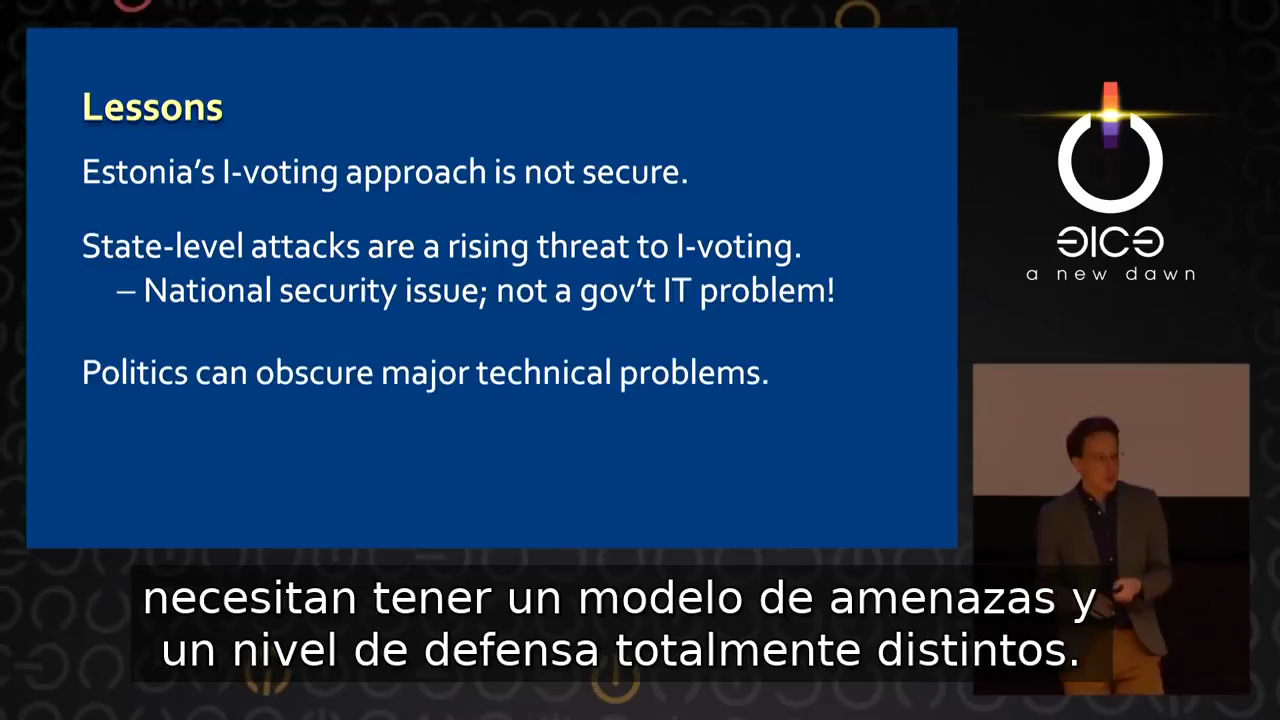 Lessons
Estonia's I-voting approach is not secure.
State-level attacks are a rising threat to I-voting.
– National security issue; not a gov't IT problem!
Politics can obscure major technical problems.
a new dawn
necesitan tener un modelo de amenazas y
un nivel de defensa totalmente distintos.